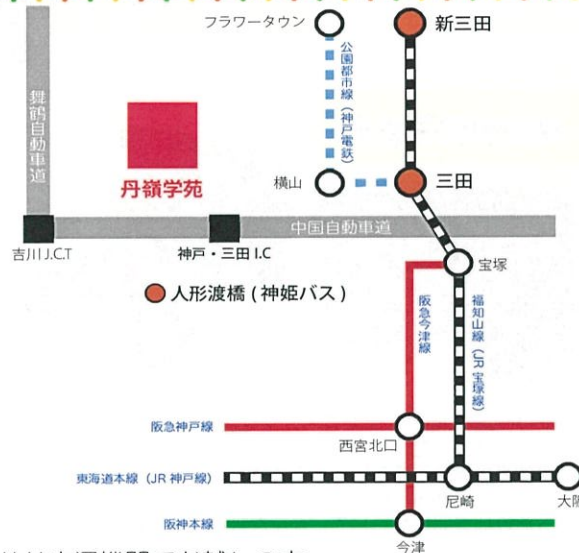 フラワータウン
新三田
公園都市線(神戸電鉄)
舞鶴自動車道
丹嶺学苑
横山
三田
中国自動車道
吉川J.C.T
神戸・三田I.C
宝塚
人形渡橋(神姫バス)
阪急今津線
福知山線(JR宝塚線)
阪急神戸線
西宮北口
東海道本線(JR神戸線)
尼崎
大阪
阪神本線
今津